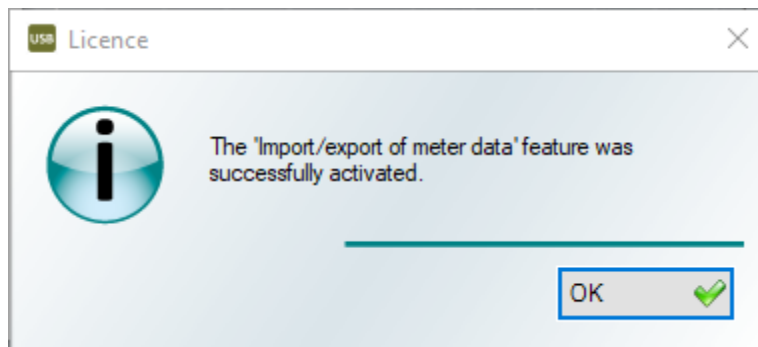 USB Licence
The 'Import/export of meter data' feature was
successfully activated.
OK